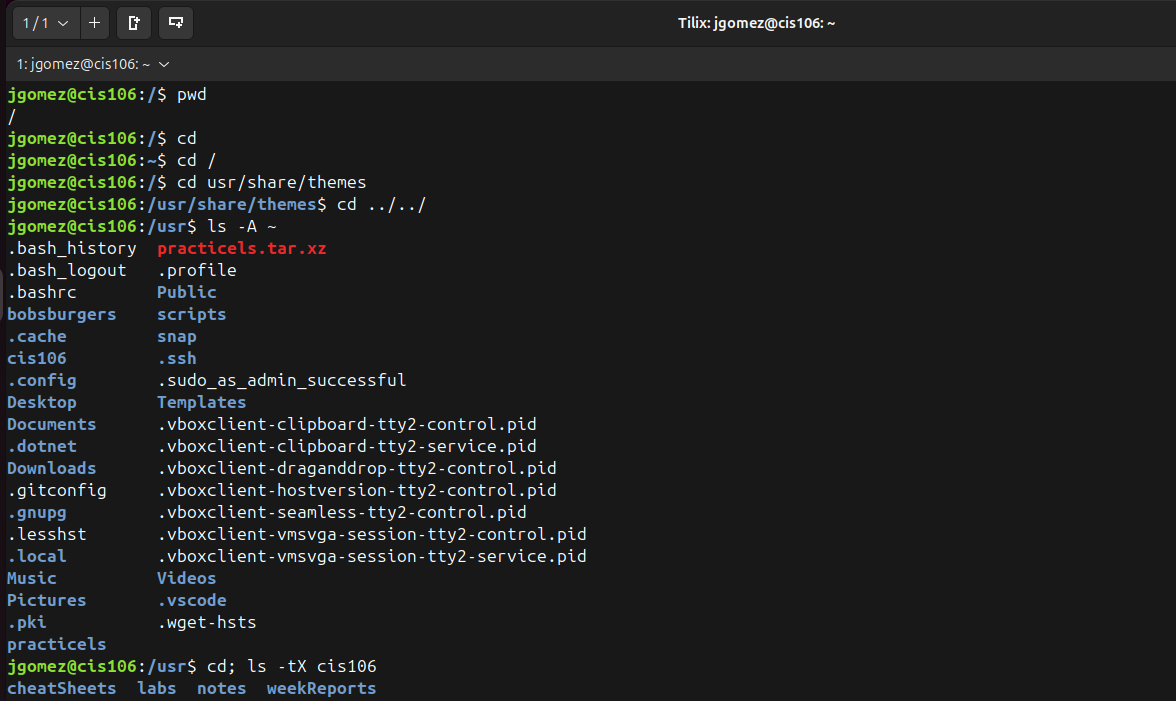 1 / 1
Tilix: jgomez@cis106: ~
1: jgomez@cis106: ~
jgomez@cis106:/$ pwd
/
jgomez@cis106:/$ cd
jgomez@cis106:~$ cd /
jgomez@cis106:/$ cd usr/share/themes
jgomez@cis106:/usr/share/themes$ cd ../../
jgomez@cis106:/usr$ ls -A ~
.bash_history  practicels.tar.xz
.bash_logout   .profile
.bashrc        Public
bobsburgers    scripts
.cache         snap
cis106         .ssh
.config        .sudo_as_admin_successful
Desktop        Templates
Documents      .vboxclient-clipboard-tty2-control.pid
.dotnet        .vboxclient-clipboard-tty2-service.pid
Downloads      .vboxclient-draganddrop-tty2-control.pid
.gitconfig     .vboxclient-hostversion-tty2-control.pid
.gnupg         .vboxclient-seamless-tty2-control.pid
.lesshst       .vboxclient-vmsvga-session-tty2-control.pid
.local         .vboxclient-vmsvga-session-tty2-service.pid
Music          Videos
Pictures       .vscode
.pki           .wget-hsts
practicels
jgomez@cis106:/usr$ cd; ls -tX cis106
cheatSheets  labs  notes  weekReports